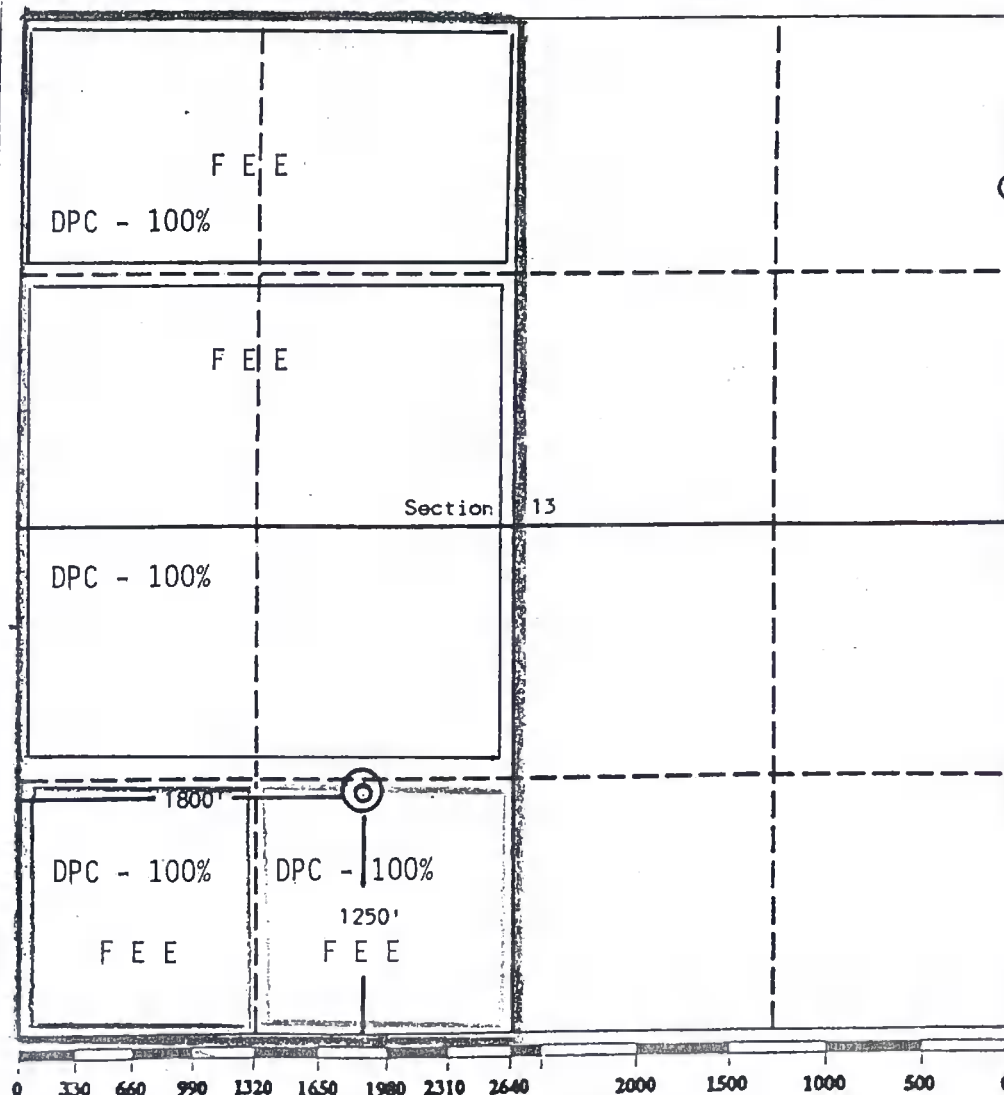 F E E
DPC - 100%
F E E
Section 13
DPC - 100%
1800'
DPC - 100% DPC - 100%
1250'
F E E F E E
0 330 660 990 1320 1650 1980 2310 2640 2000 1500 1000 500